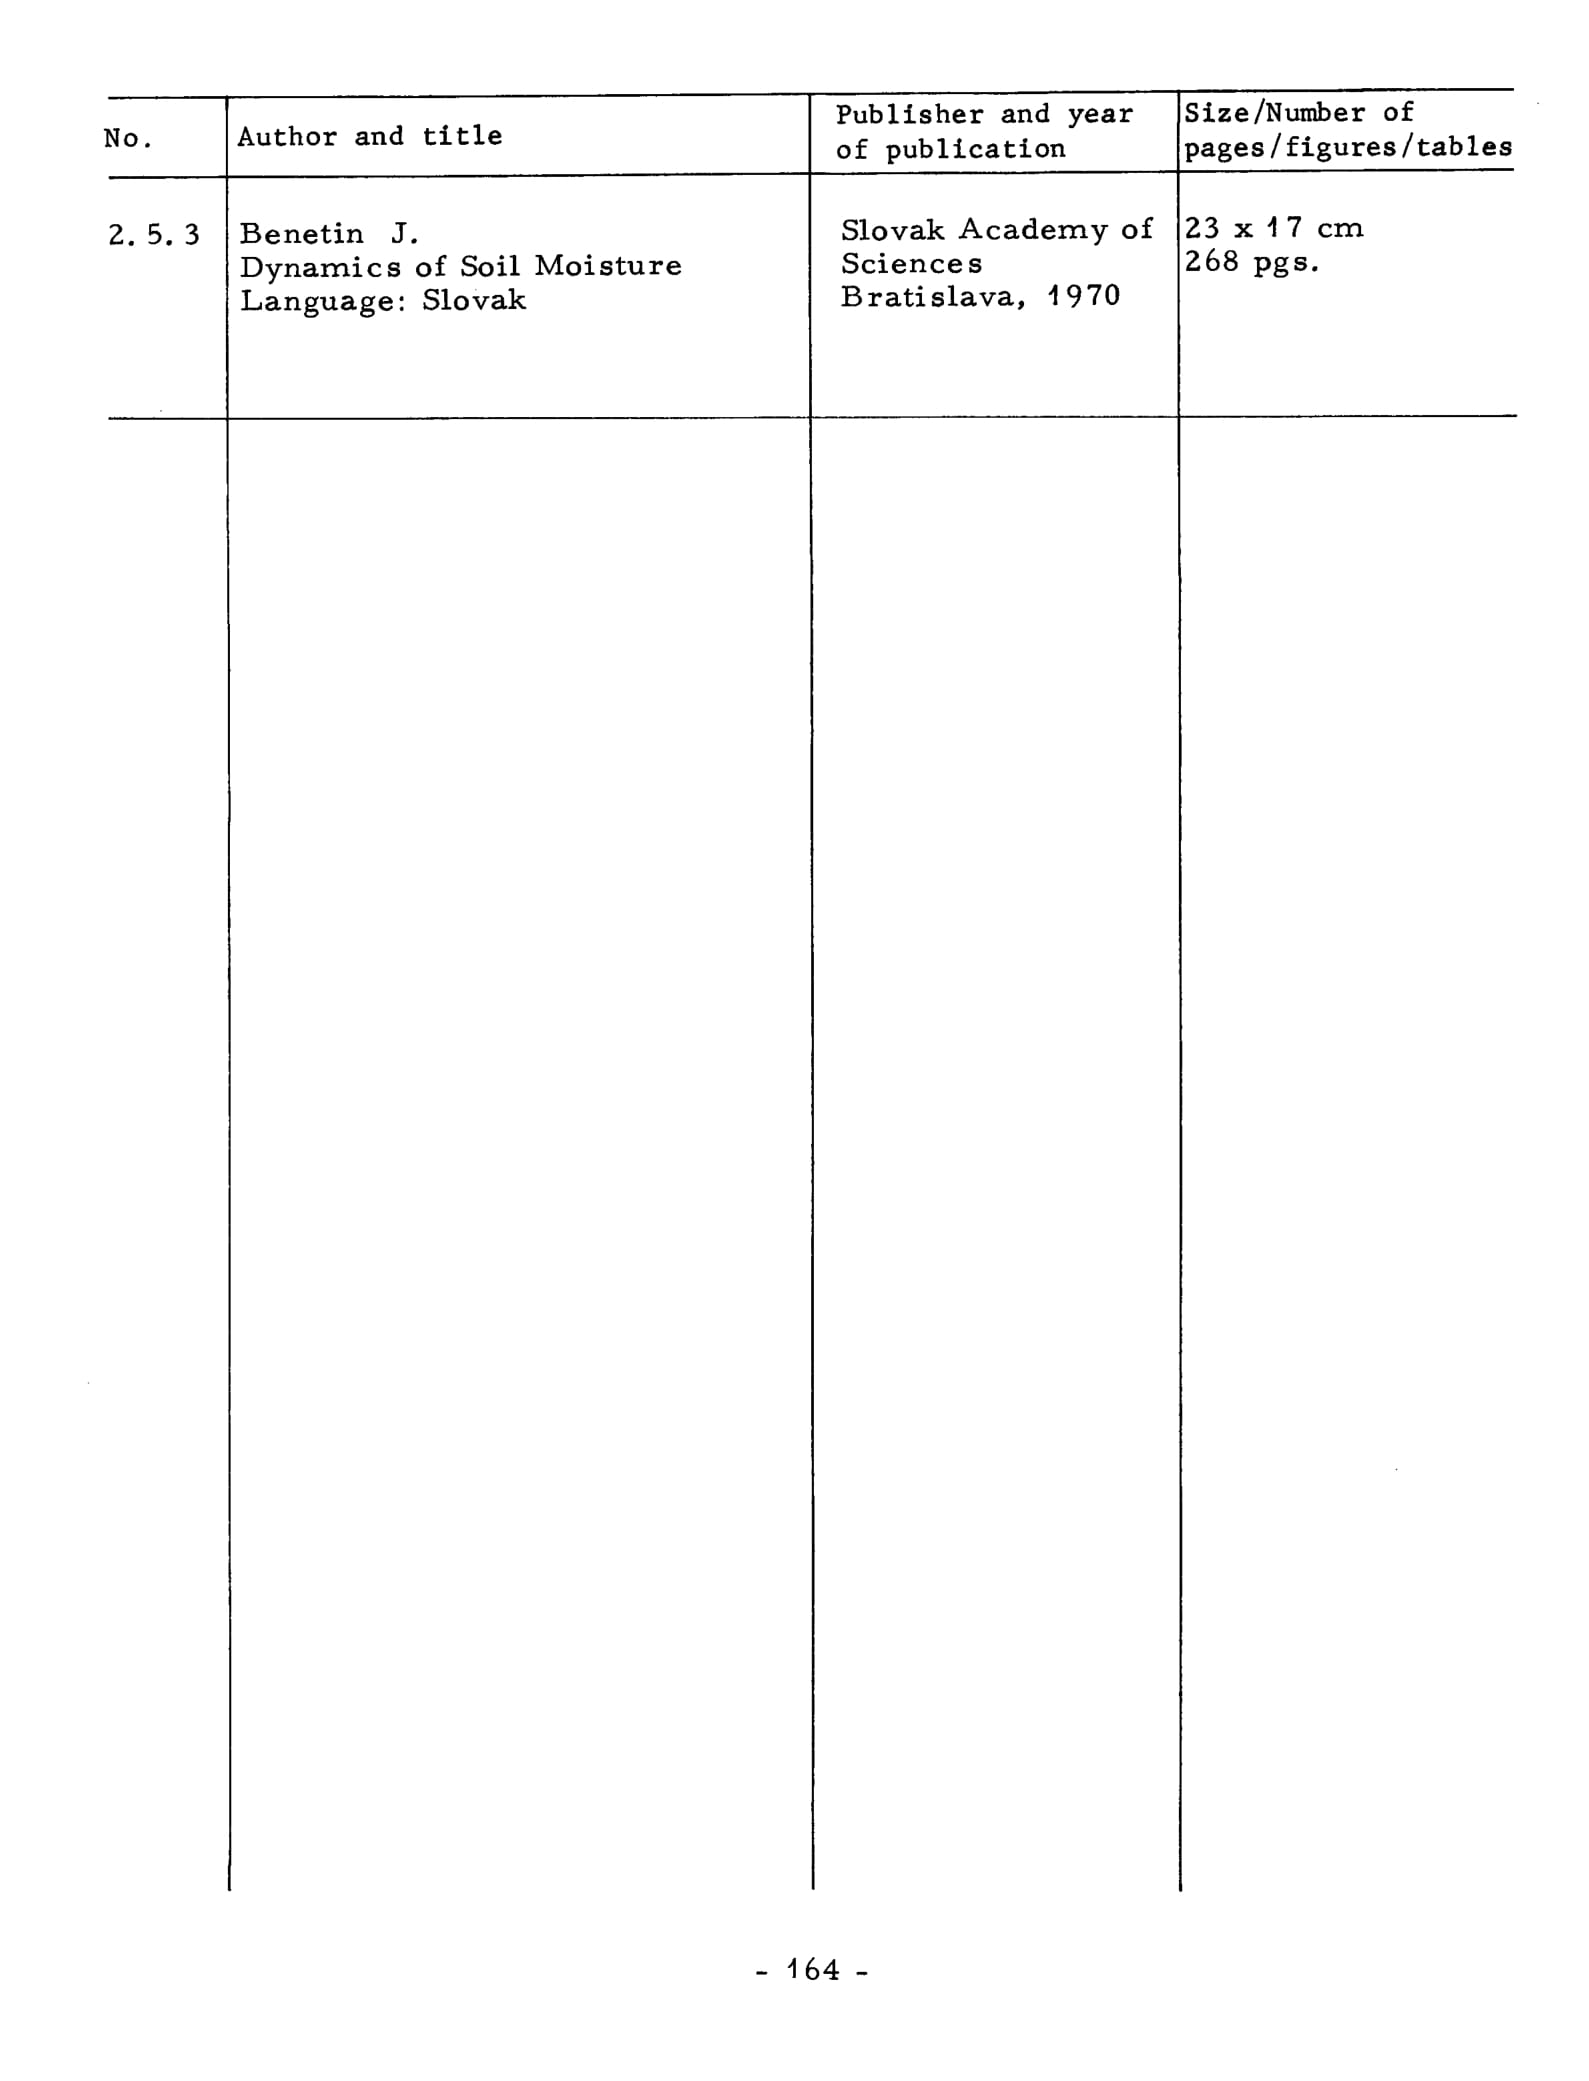 No.
Author and title
Publisher and year
of publication
Size/Number of
pages/figures/tables
2. 5. 3
Benetin J.
Dynamics of Soil Moisture
Language: Slovak
Slovak Academy of
Sciences
Bratislava, 1970
23 x 17 cm
268 pgs.
- 164 -